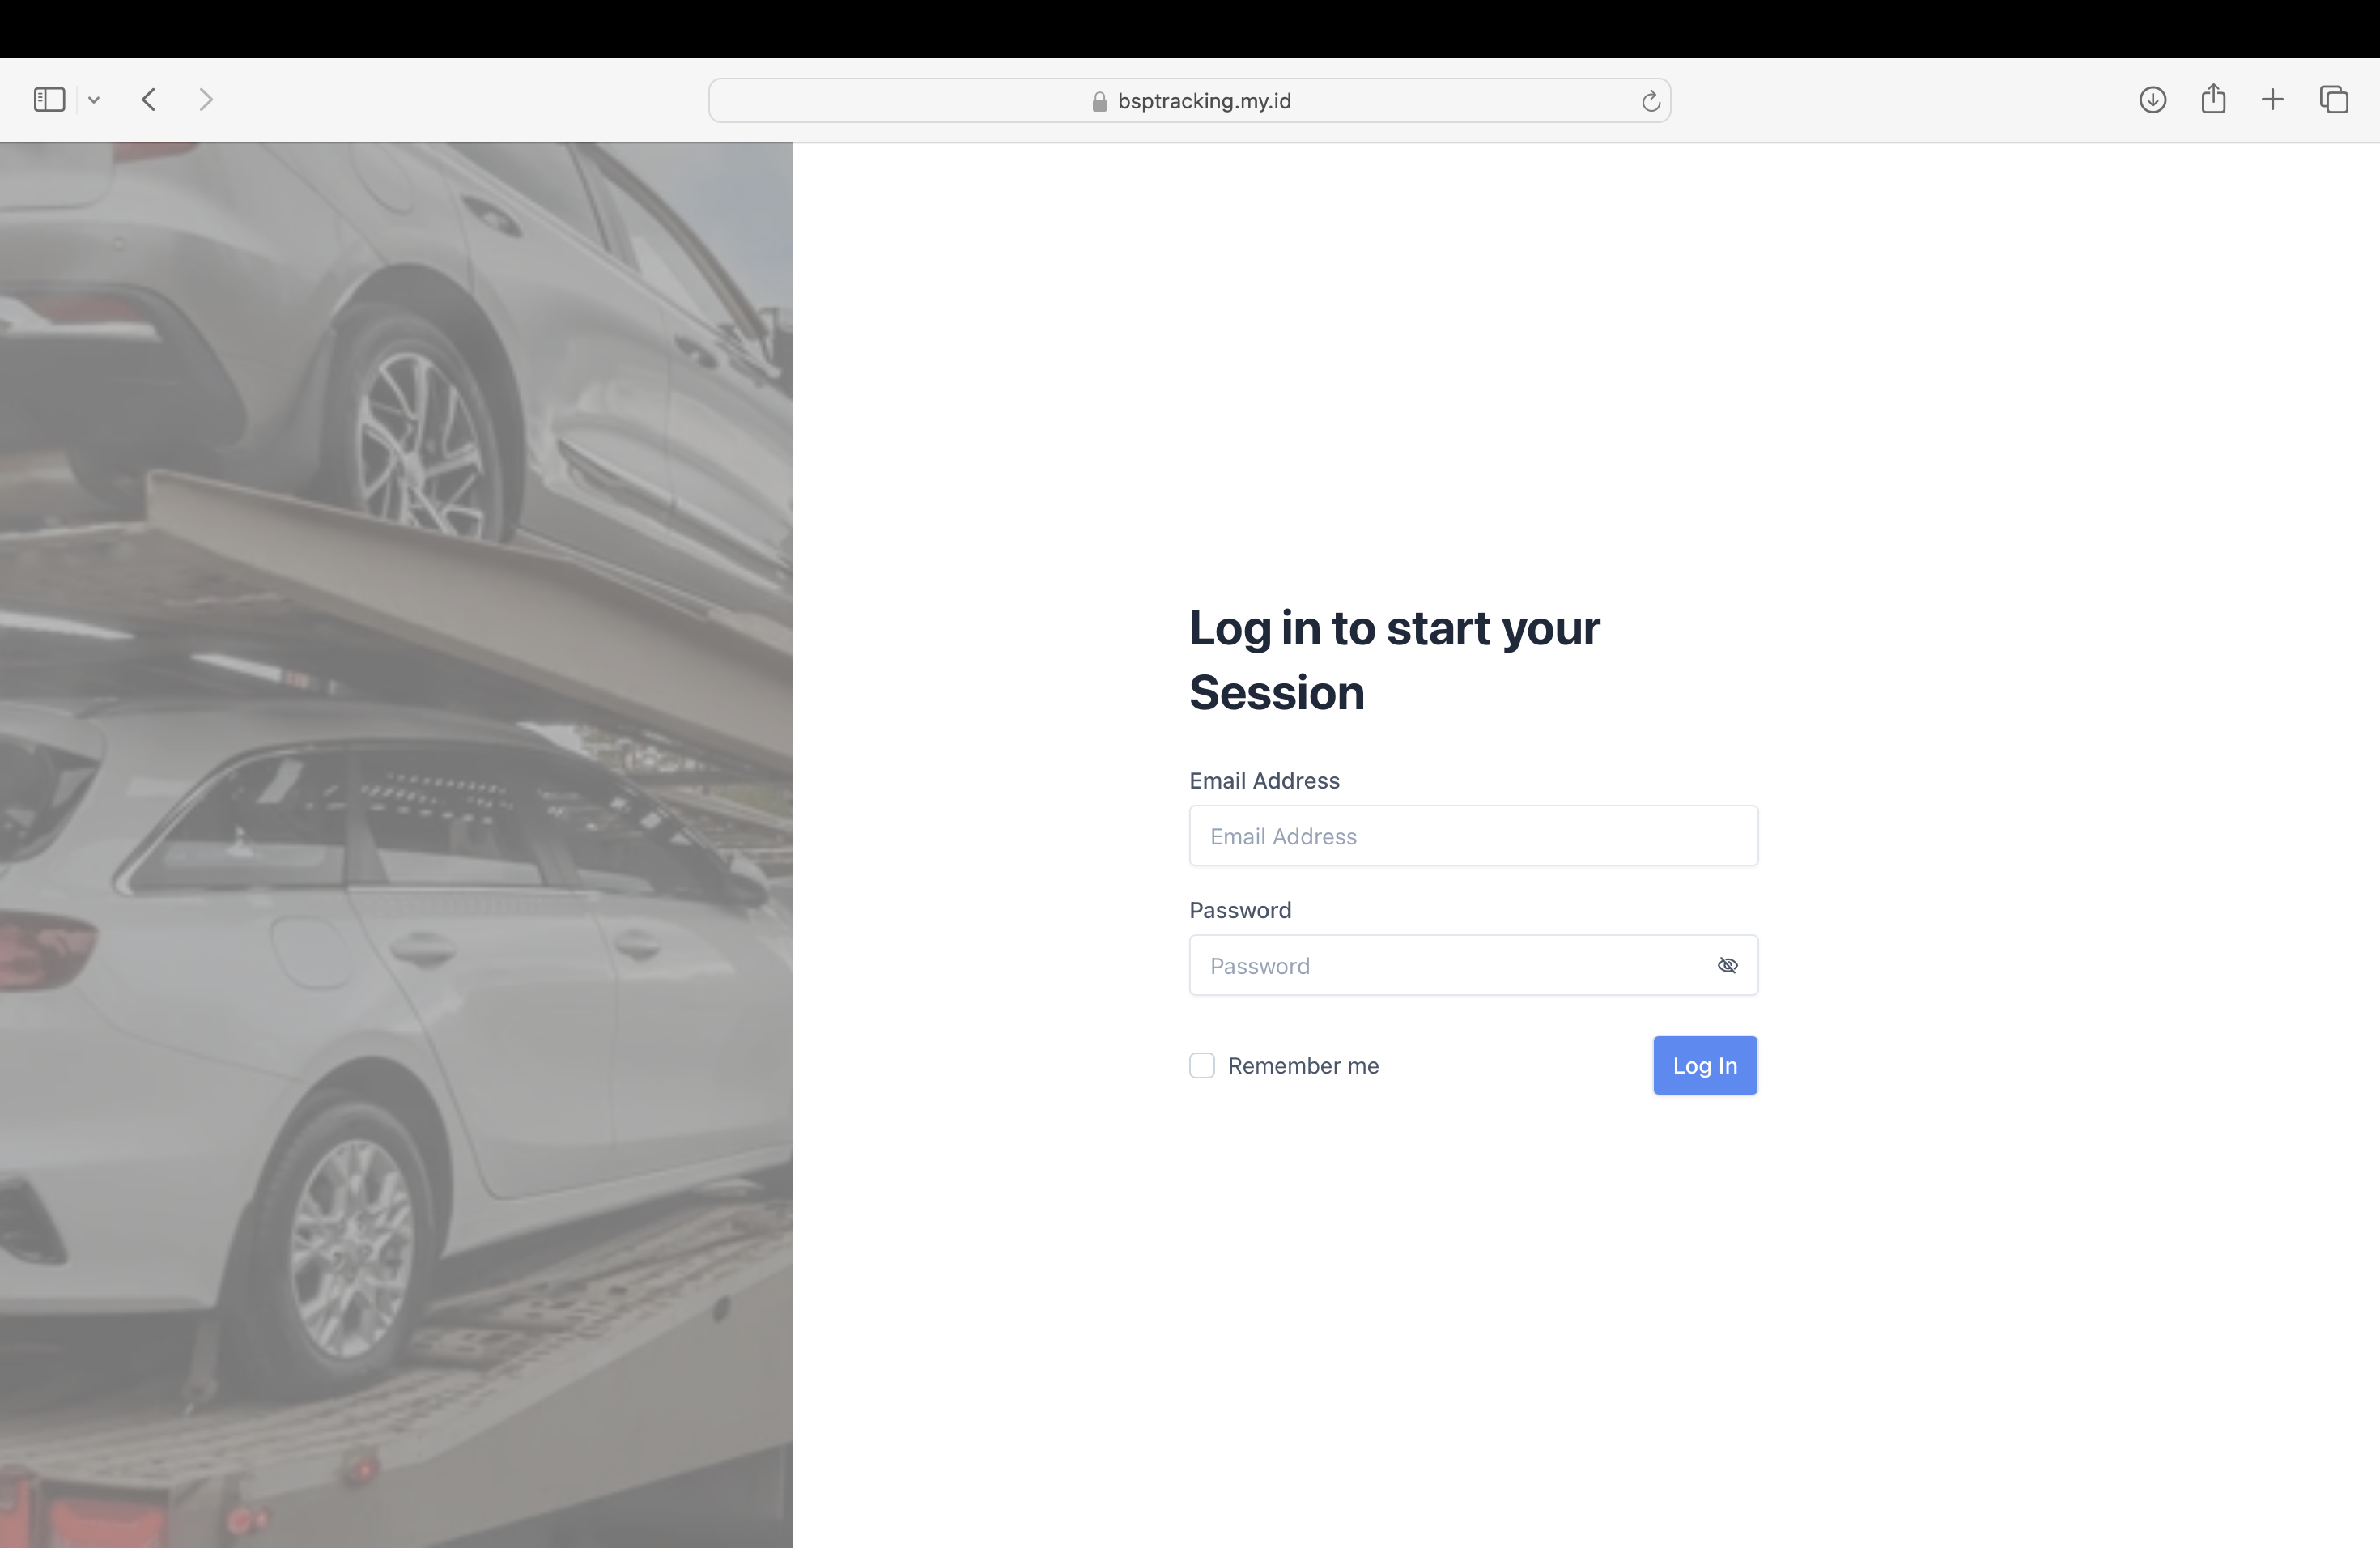 bsptracking.my.id
Log in to start your
Session
Email Address
Email Address
Password
Password
Remember me
Log In